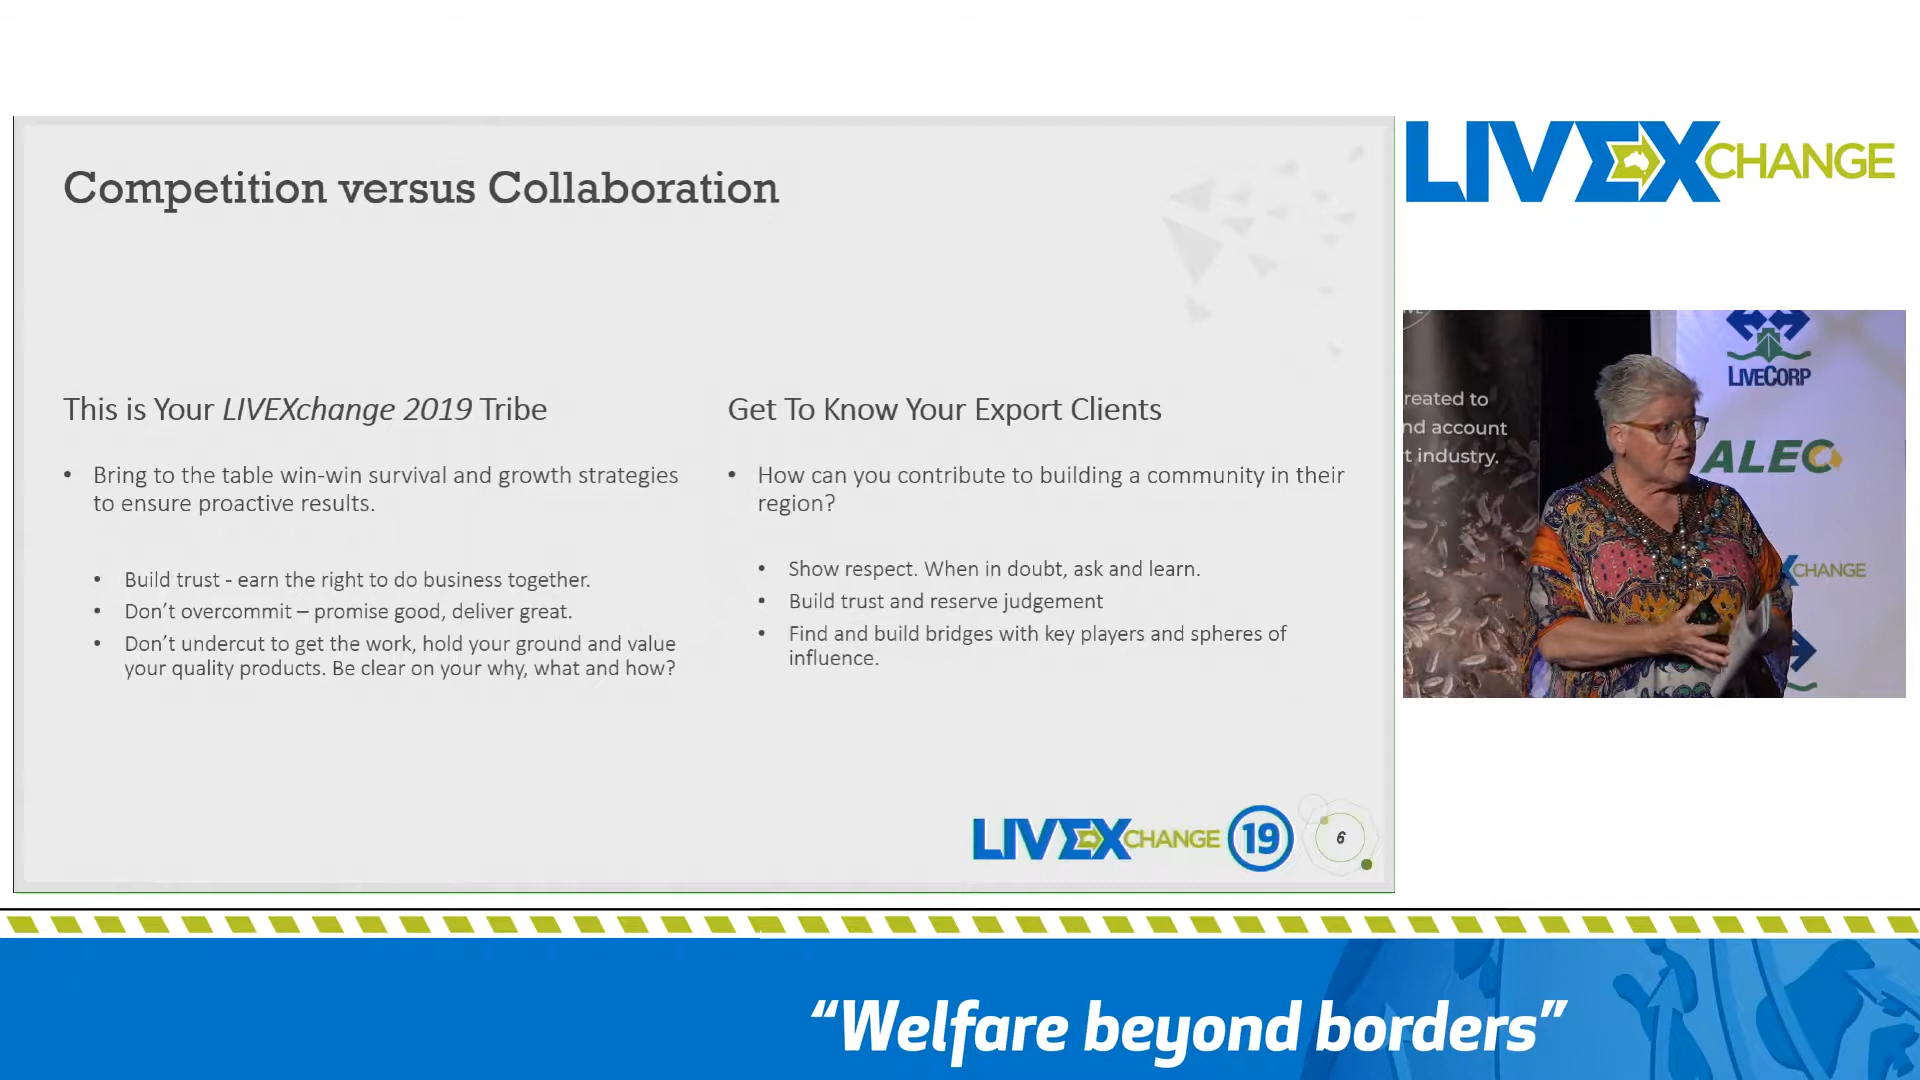 Competition versus Collaboration
This is Your LIVEXchange 2019 Tribe
• Bring to the table win-win survival and growth strategies
to ensure proactive results.
• Build trust - earn the right to do business together.
• Don’t overcommit – promise good, deliver great.
• Don’t undercut to get the work, hold your ground and value
your quality products. Be clear on your why, what and how?
Get To Know Your Export Clients
• How can you contribute to building a community in their
region?
• Show respect. When in doubt, ask and learn.
• Build trust and reserve judgement
• Find and build bridges with key players and spheres of
influence.
LIVEXCHANGE 19
6
LIVEXCHANGE
reated to
nd account
t industry.
LIVECORP
ALEC
XCHANGE
“Welfare beyond borders”